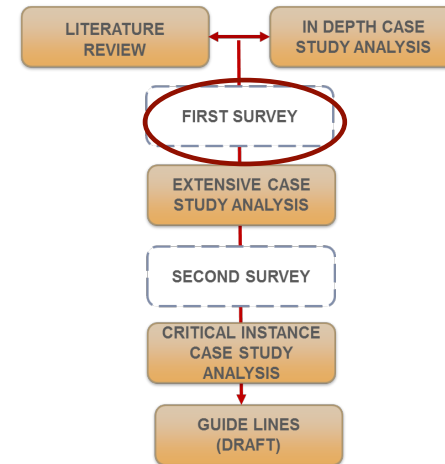 LITERATURE
REVIEW
IN DEPTH CASE
STUDY ANALYSIS
FIRST SURVEY
EXTENSIVE CASE
STUDY ANALYSIS
SECOND SURVEY
CRITICAL INSTANCE
CASE STUDY
ANALYSIS
GUIDE LINES
(DRAFT)